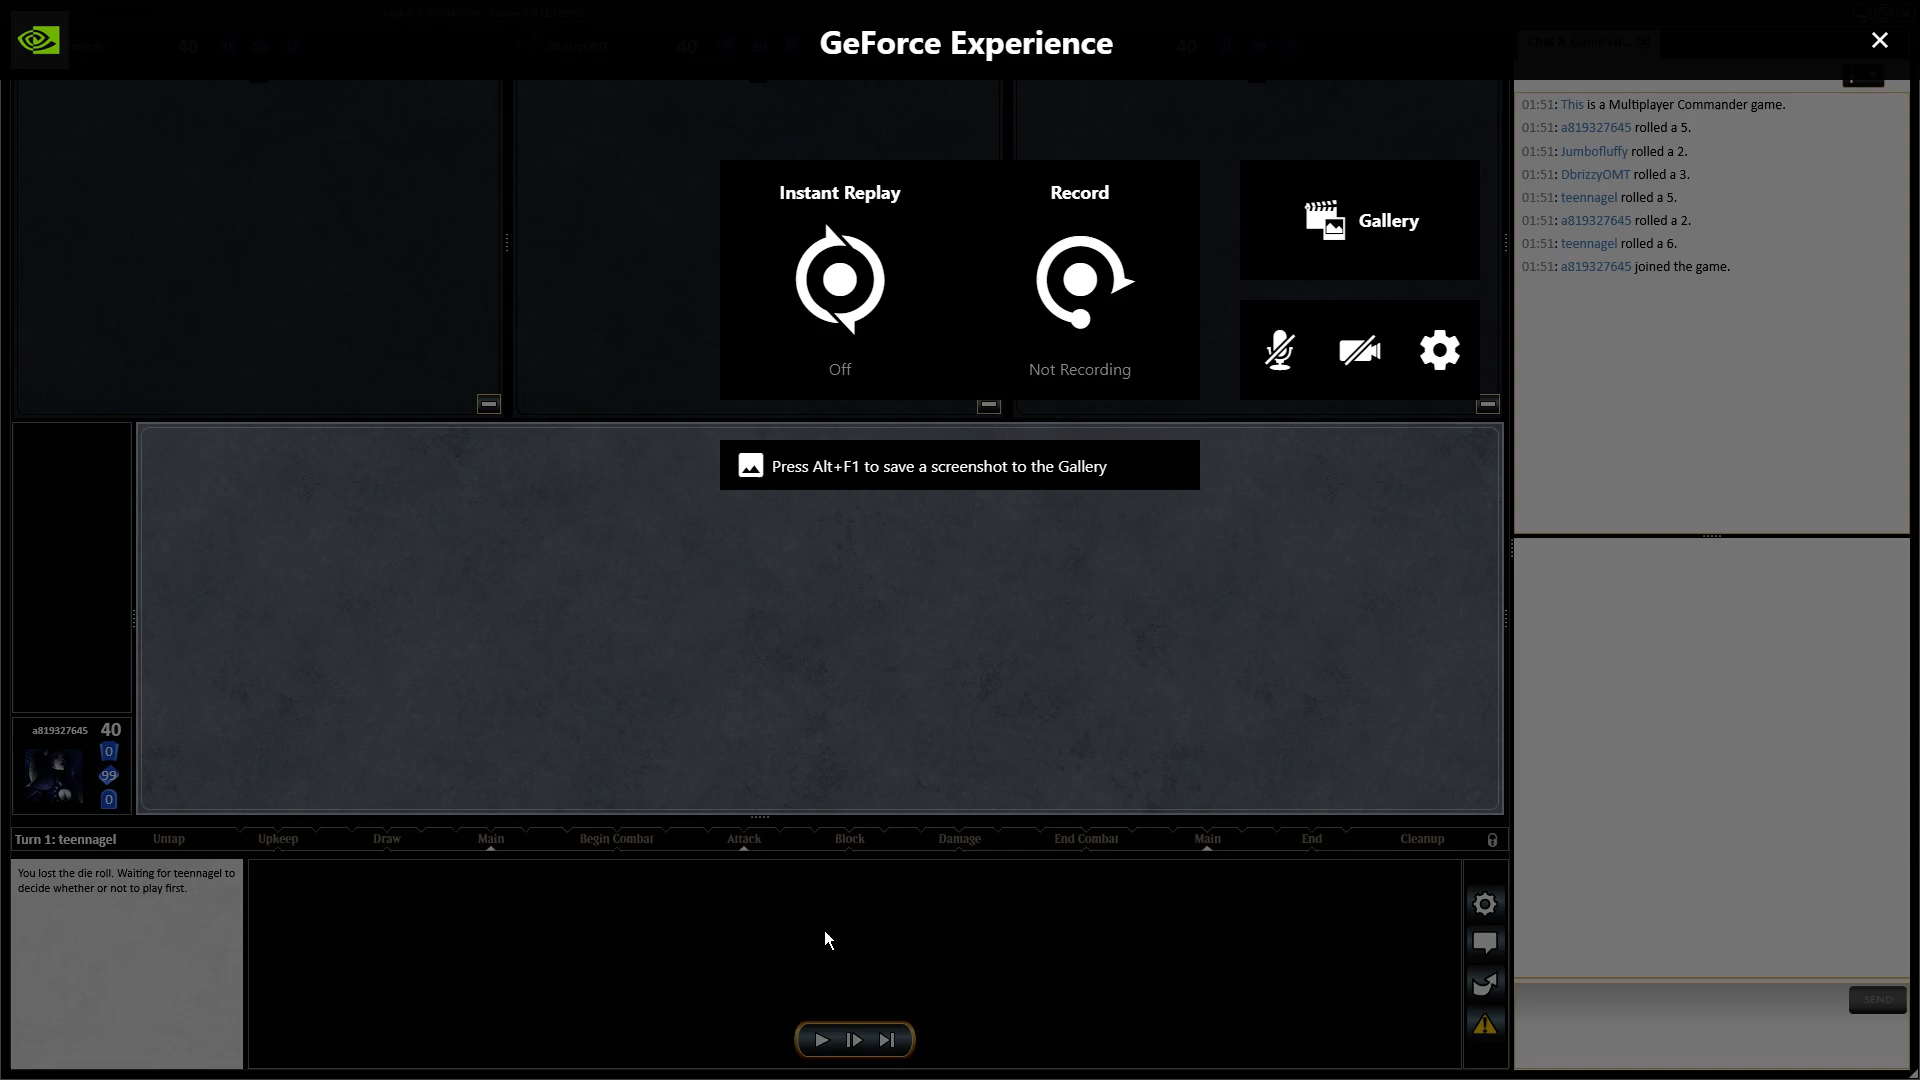 GeForce Experience
40
40
40
01:51: This is a Multiplayer Commander game.
01:51: a819327645 rolled a 5.
01:51: Jumbofluffy rolled a 2.
01:51: DbrizzyOMT rolled a 3.
01:51: teennagel rolled a 5.
01:51: a819327645 rolled a 2.
01:51: teennagel rolled a 6.
01:51: a819327645 joined the game.
Instant Replay
Off
Record
Not Recording
Gallery
Press Alt+F1 to save a screenshot to the Gallery
a819327645 40
0
99
0
Turn 1: teennagel Untap Upkeep Draw Main Begin Combat Attack Block Damage End Combat Main End Cleanup
You lost the die roll. Waiting for teennagel to
decide whether or not to play first.
SEND